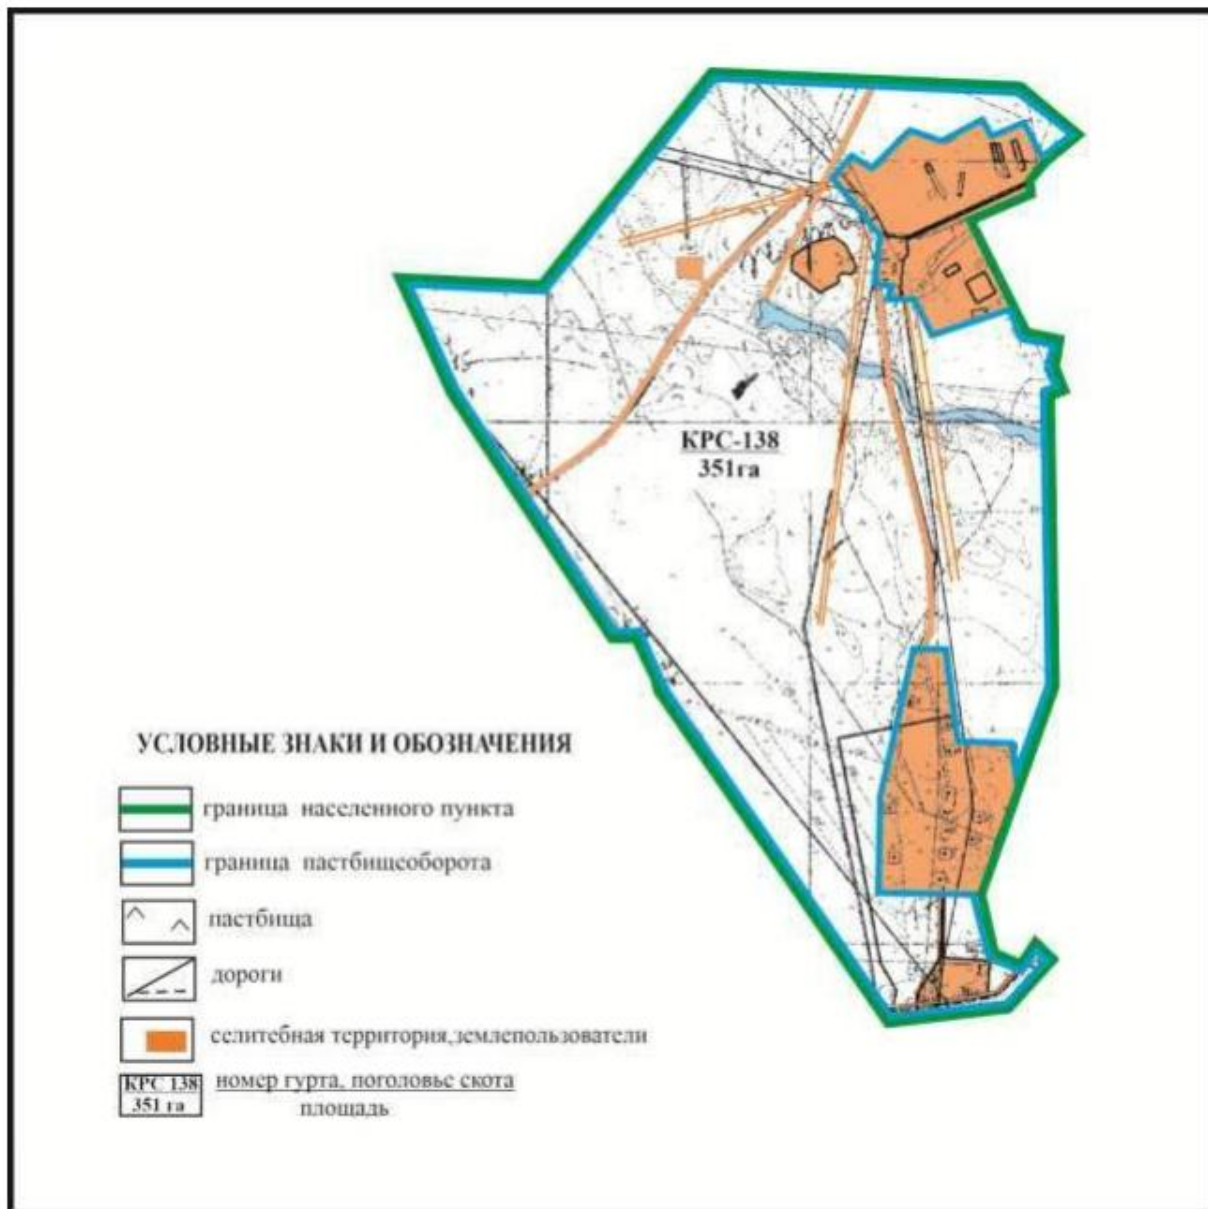 КРС-138
351га
УСЛОВНЫЕ ЗНАКИ И ОБОЗНАЧЕНИЯ
граница населенного пункта
граница пастбищеоборота
пастбища
дороги
селитебная территория,землепользователи
КРС 138
351 га
номер гурта, поголовье скота
площадь